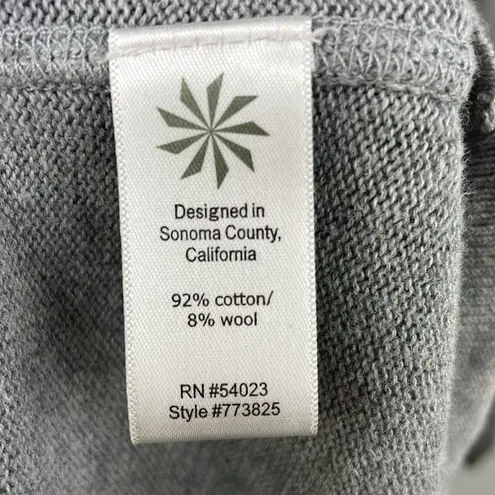 Designed in
Sonoma County,
California
92% cotton/
8% wool
RN #54023
Style #773825